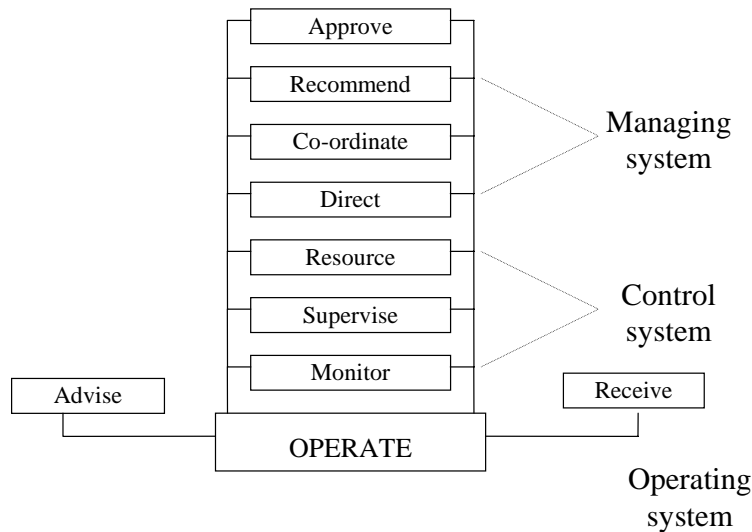 Approve
Recommend
Managing
system
Co-ordinate
Direct
Resource
Control
system
Supervise
Monitor
Advise
Receive
OPERATE
Operating
system